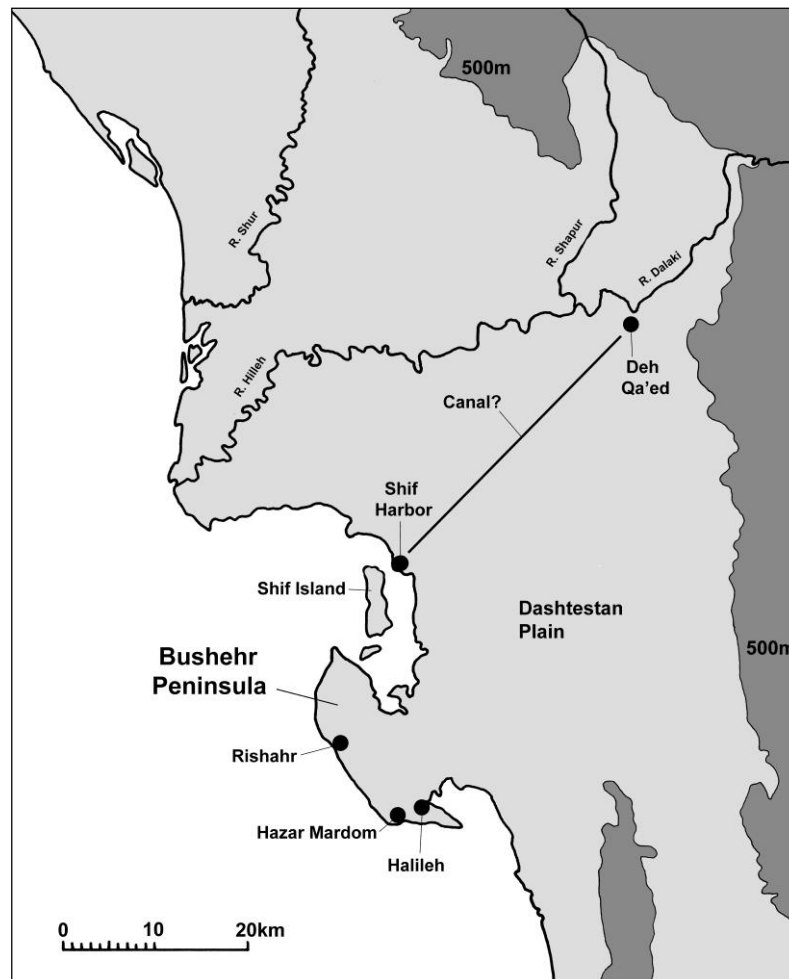 500m
R. Shur
R. Shapur
R. Dalaki
Deh
Qa'ed
R. Hilleh
Canal?
Shif
Harbor
Shif Island
Dashtestan
Plain
500m
Bushehr
Peninsula
Rishahr
Hazar Mardom
Halileh
0 10 20km